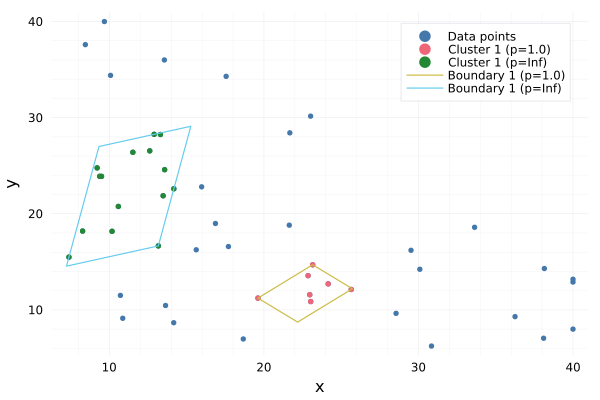 40
30
20
10
y
10
20
30
40
x
Data points
Cluster 1 (p=1.0)
Cluster 1 (p=Inf)
Boundary 1 (p=1.0)
Boundary 1 (p=Inf)